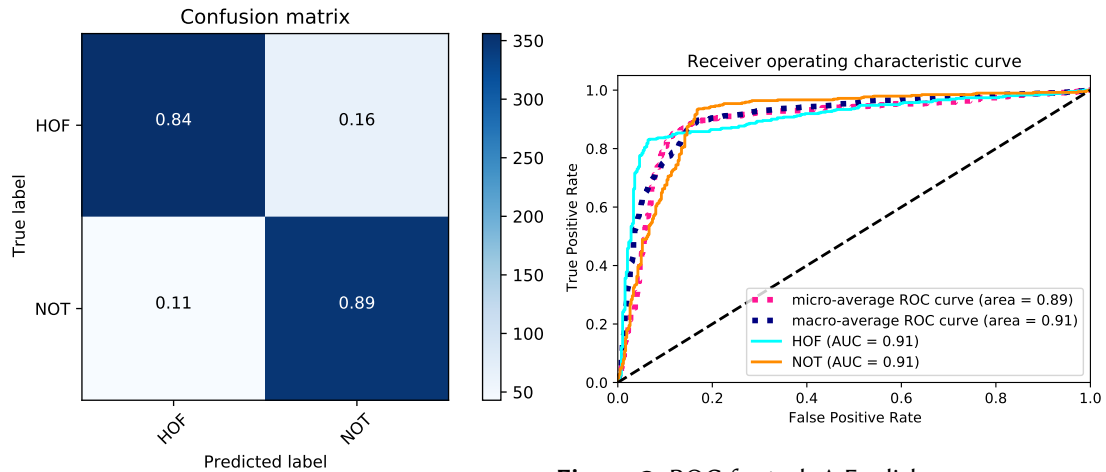 Confusion matrix
True label
HOF
NOT
0.84
0.16
0.11
0.89
HOF
NOT
Predicted label
350
300
250
200
150
100
50
Receiver operating characteristic curve
True Positive Rate
1.0
0.8
0.6
0.4
0.2
0.0
micro-average ROC curve (area = 0.89)
macro-average ROC curve (area = 0.91)
HOF (AUC = 0.91)
NOT (AUC = 0.91)
0.0
0.2
0.4
0.6
0.8
1.0
False Positive Rate